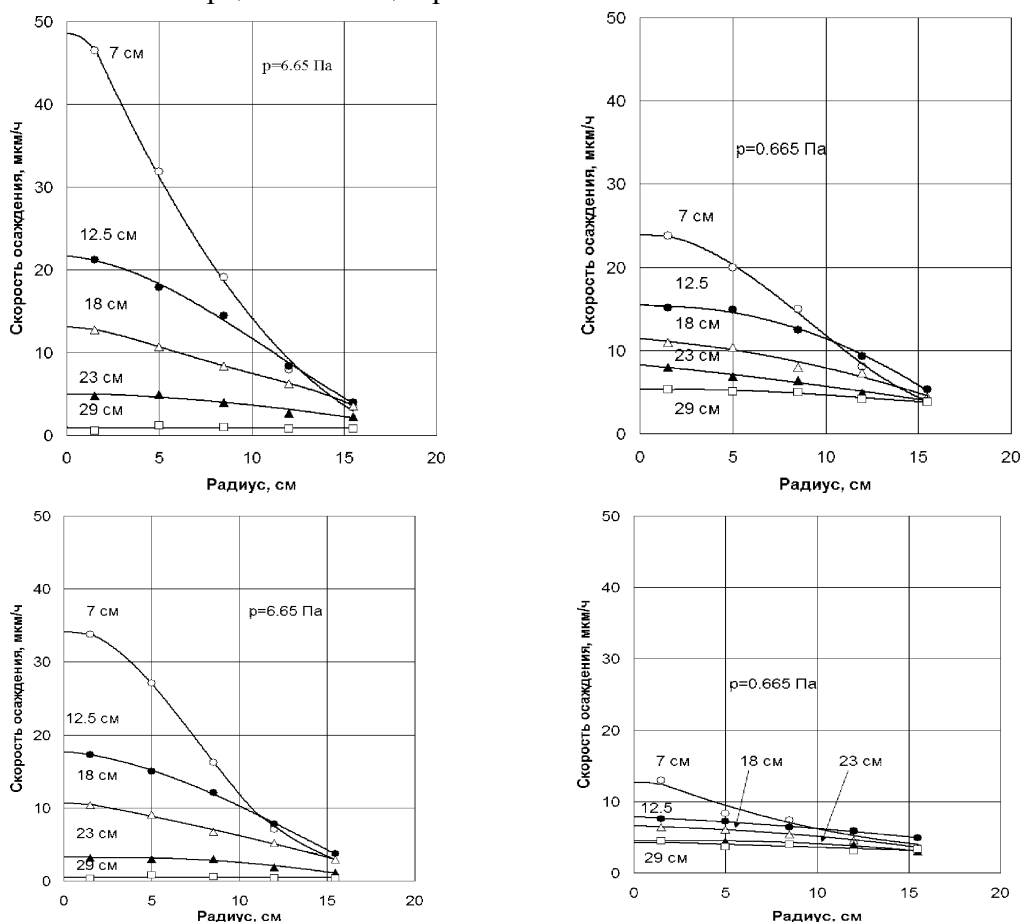 50
40
30
20
10
0
Скорость осаждения, мкм/ч
7 см
p=6.65 Па
12.5 см
18 см
23 см
29 см
0 5 10 15 20
Радиус, см
50
40
30
20
10
0
Скорость осаждения, мкм/ч
p=0.665 Па
7 см
12.5
18 см
23 см
29 см
0 5 10 15 20
Радиус, см
50
40
30
20
10
0
Скорость осаждения, мкм/ч
7 см
p=6.65 Па
12.5 см
18 см
23 см
29 см
0 5 10 15 20
Радиус, см
50
40
30
20
10
0
Скорость осаждения, мкм/ч
p=0.665 Па
7 см
18 см
23 см
12.5
29 см
0 5 10 15 20
Радиус, см